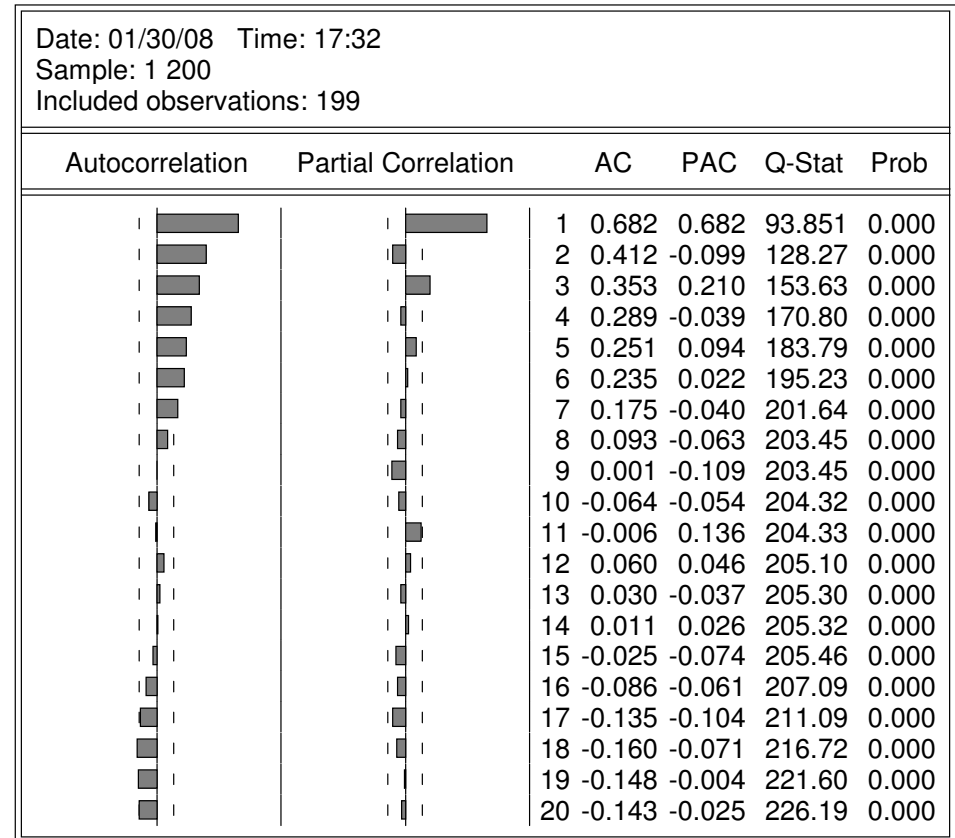 Date: 01/30/08 Time: 17:32
Sample: 1 200
Included observations: 199
Autocorrelation Partial Correlation AC PAC Q-Stat Prob
1 0.682 0.682 93.851 0.000
2 0.412 -0.099 128.27 0.000
3 0.353 0.210 153.63 0.000
4 0.289 -0.039 170.80 0.000
5 0.251 0.094 183.79 0.000
6 0.235 0.022 195.23 0.000
7 0.175 -0.040 201.64 0.000
8 0.093 -0.063 203.45 0.000
9 0.001 -0.109 203.45 0.000
10 -0.064 -0.054 204.32 0.000
11 -0.006 0.136 204.33 0.000
12 0.060 0.046 205.10 0.000
13 0.030 -0.037 205.30 0.000
14 0.011 0.026 205.32 0.000
15 -0.025 -0.074 205.46 0.000
16 -0.086 -0.061 207.09 0.000
17 -0.135 -0.104 211.09 0.000
18 -0.160 -0.071 216.72 0.000
19 -0.148 -0.004 221.60 0.000
20 -0.143 -0.025 226.19 0.000